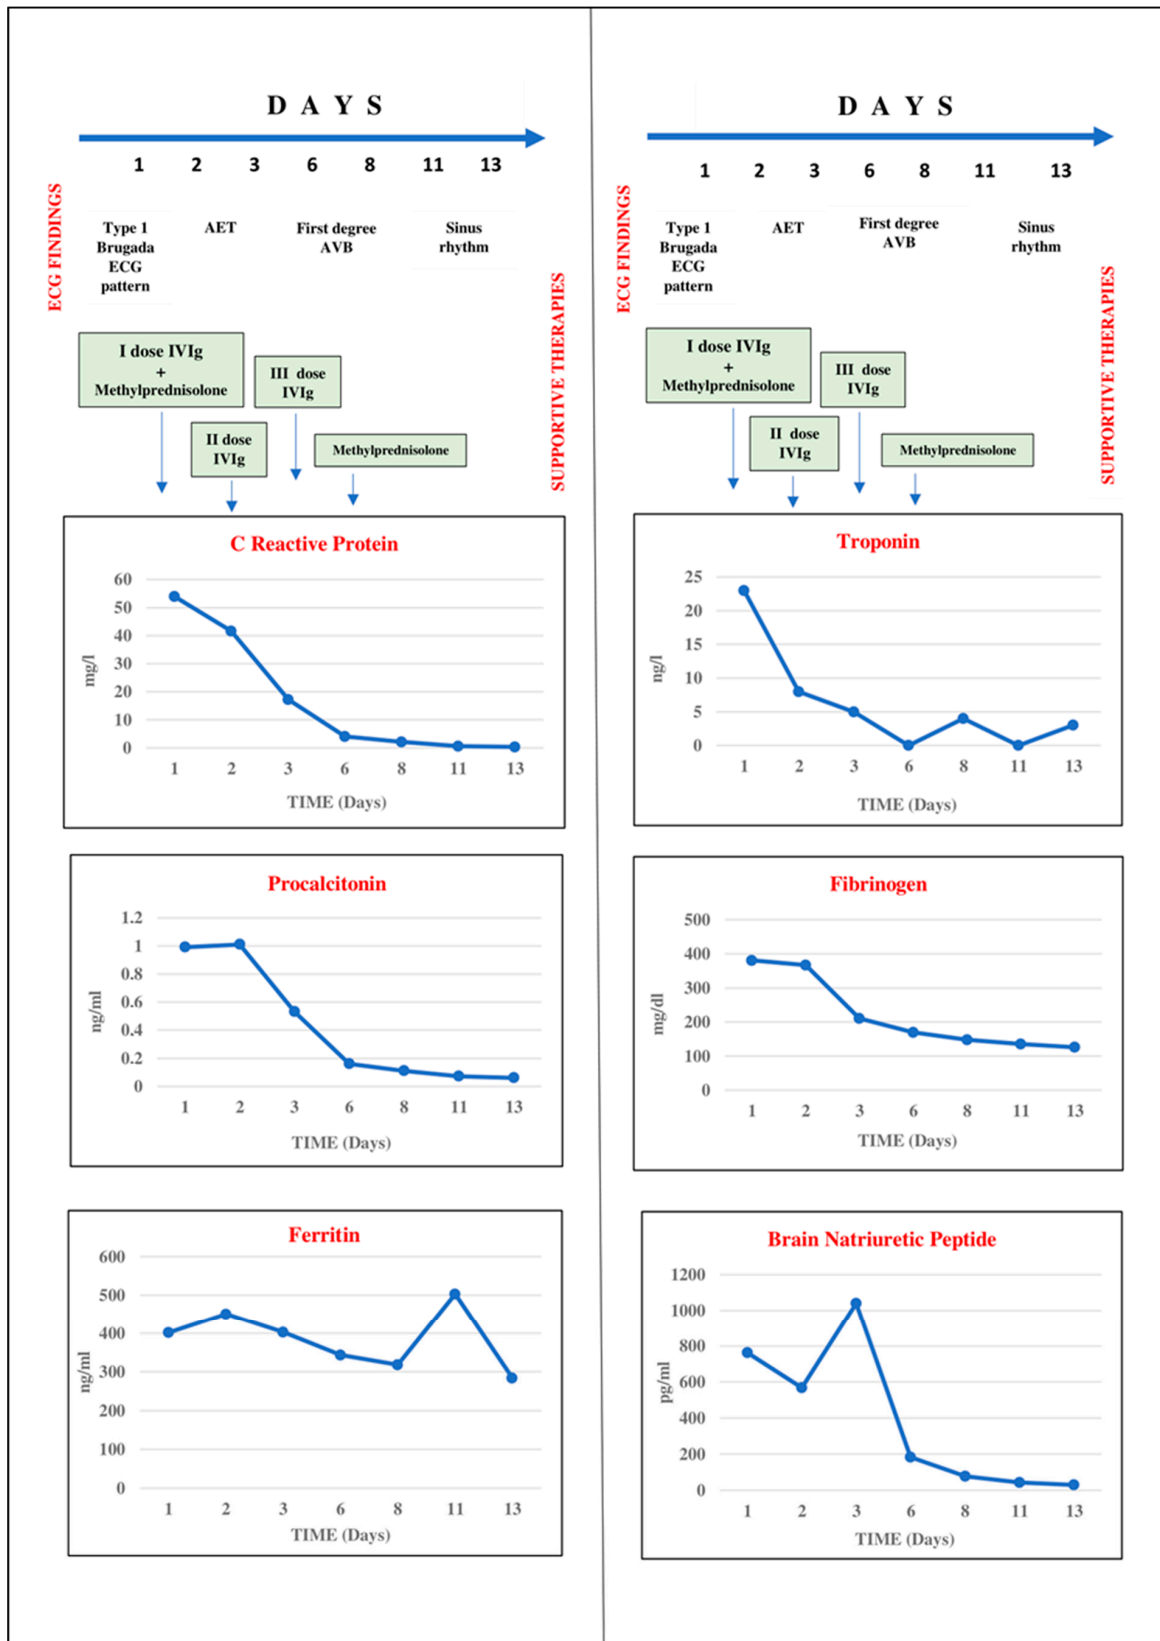 D A Y S
1 2 3 6 8 11 13
ECG FINDINGS
Type 1
Brugada
ECG
pattern
AET
First degree
AVB
Sinus
rhythm
SUPPORTIVE THERAPIES
I dose IVIg
+
Methylprednisolone
II dose
IVIg
III dose
IVIg
Methylprednisolone
C Reactive Protein
60
50
40
30
20
10
0
mg/l
1 2 3 6 8 11 13
TIME (Days)
Procalcitonin
1.2
1
0.8
0.6
0.4
0.2
0
ng/ml
1 2 3 6 8 11 13
TIME (Days)
Ferritin
600
500
400
300
200
100
0
ng/ml
1 2 3 6 8 11 13
TIME (Days)
D A Y S
1 2 3 6 8 11 13
ECG FINDINGS
Type 1
Brugada
ECG
pattern
AET
First degree
AVB
Sinus
rhythm
SUPPORTIVE THERAPIES
I dose IVIg
+
Methylprednisolone
II dose
IVIg
III dose
IVIg
Methylprednisolone
Troponin
25
20
15
10
5
0
ng/l
1 2 3 6 8 11 13
TIME (Days)
Fibrinogen
500
400
300
200
100
0
mg/dl
1 2 3 6 8 11 13
TIME (Days)
Brain Natriuretic Peptide
1200
1000
800
600
400
200
0
pg/ml
1 2 3 6 8 11 13
TIME (Days)